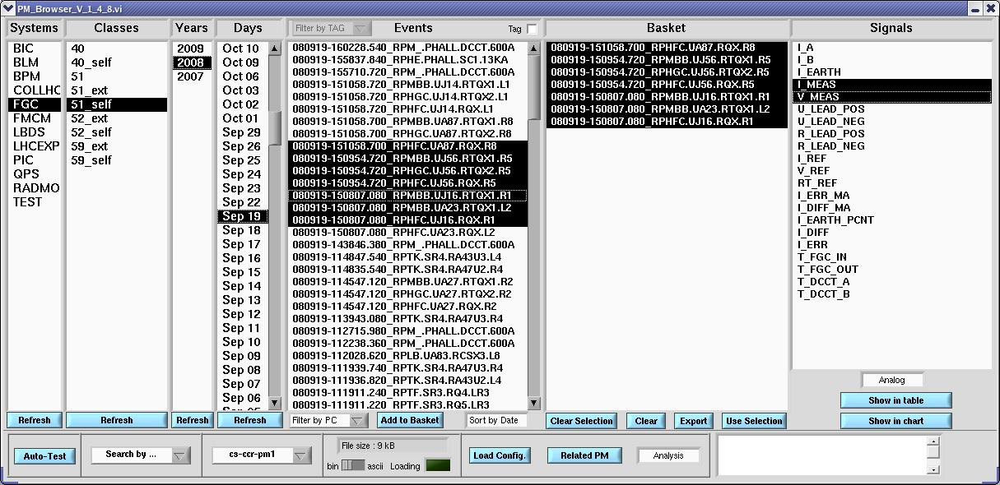 PM_Browser_V_1_4_8.vi
Systems
BIC
BLM
BPM
COLLHC
FGC
FMCM
LBDS
LHCEXP
PIC
QPS
RADMO
TEST
Refresh
Classes
40
40_self
51
51_ext
51_self
52_ext
52_self
59_ext
59_self
Refresh
Years
2009
2008
2007
Refresh
Days
Oct 10
Oct 09
Oct 06
Oct 03
Oct 02
Oct 01
Sep 29
Sep 26
Sep 25
Sep 24
Sep 23
Sep 22
Sep 19
Sep 18
Sep 17
Sep 16
Sep 15
Sep 14
Sep 13
Sep 12
Sep 11
Sep 10
Sep 09
Sep 08
Sep 07
Sep 06
Refresh
Filter by TAG
Events
Tag
080919-160228.540_RPM_.PHALL.DCCT.600A
080919-155837.840_RPHE.PHALL.SC1.13KA
080919-155710.720_RPM_.PHALL.DCCT.600A
080919-151058.720_RPMBB.UJ14.RTQX1.L1
080919-151058.720_RPHGC.UJ14.RTQX2.L1
080919-151058.720_RPHFC.UJ14.RQX.L1
080919-151058.700_RPMBB.UA87.RTQX1.R8
080919-151058.700_RPHGC.UA87.RTQX2.R8
080919-151058.700_RPHFC.UA87.RQX.R8
080919-150954.720_RPMBB.UJ56.RTQX1.R5
080919-150954.720_RPHGC.UJ56.RTQX2.R5
080919-150954.720_RPHFC.UJ56.RQX.R5
080919-150807.080_RPMBB.UJ16.RTQX1.R1
080919-150807.080_RPMBB.UA23.RTQX1.L2
080919-150807.080_RPHFC.UJ16.RQX.R1
080919-150807.080_RPHFC.UA23.RQX.L2
080919-143846.380_RPM_.PHALL.DCCT.600A
080919-114847.540_RPTK.SR4.RA43U3.L4
080919-114835.540_RPTK.SR4.RA47U2.R4
080919-114547.120_RPMBB.UA27.RTQX1.R2
080919-114547.120_RPHGC.UA27.RTQX2.R2
080919-114547.120_RPHFC.UA27.RQX.R2
080919-113943.080_RPTK.SR4.RA47U3.R4
080919-112715.980_RPM_.PHALL.DCCT.600A
080919-112238.360_RPM_.PHALL.DCCT.600A
080919-112028.620_RPLB.UA83.RCSX3.L8
080919-111939.740_RPTK.SR4.RA47U3.R4
080919-111936.820_RPTK.SR4.RA43U2.L4
080919-111911.240_RPTF.SR3.RQ4.LR3
080919-111911.220_RPTF.SR3.RQ5.LR3
Filter by PC
Add to Basket
Sort by Date
Basket
080919-151058.700_RPHFC.UA87.RQX.R8
080919-150954.720_RPMBB.UJ56.RTQX1.R5
080919-150954.720_RPHGC.UJ56.RTQX2.R5
080919-150954.720_RPHFC.UJ56.RQX.R5
080919-150807.080_RPMBB.UJ16.RTQX1.R1
080919-150807.080_RPMBB.UA23.RTQX1.L2
080919-150807.080_RPHFC.UJ16.RQX.R1
Clear Selection
Clear
Export
Use Selection
Signals
I_A
I_B
I_EARTH
I_MEAS
V_MEAS
U_LEAD_POS
U_LEAD_NEG
R_LEAD_POS
R_LEAD_NEG
I_REF
V_REF
RT_REF
I_ERR_MA
I_DIFF_MA
I_EARTH_PCNT
I_DIFF
I_ERR
T_FGC_IN
T_FGC_OUT
T_DCCT_A
T_DCCT_B
Analog
Show in table
Show in chart
Auto-Test
Search by ...
cs-ccr-pm1
File size : 9 kB
bin
ascii
Loading
Load Config.
Related PM
Analysis